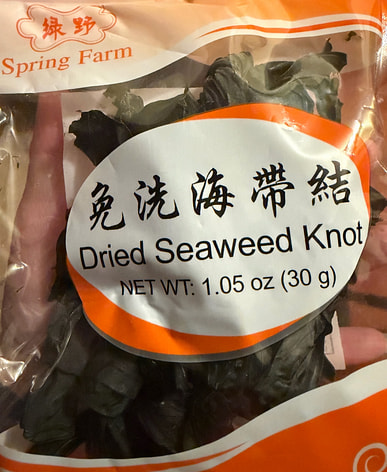 绿野
Spring Farm
免洗海帶結
Dried Seaweed Knot
NET WT: 1.05 oz (30 g)